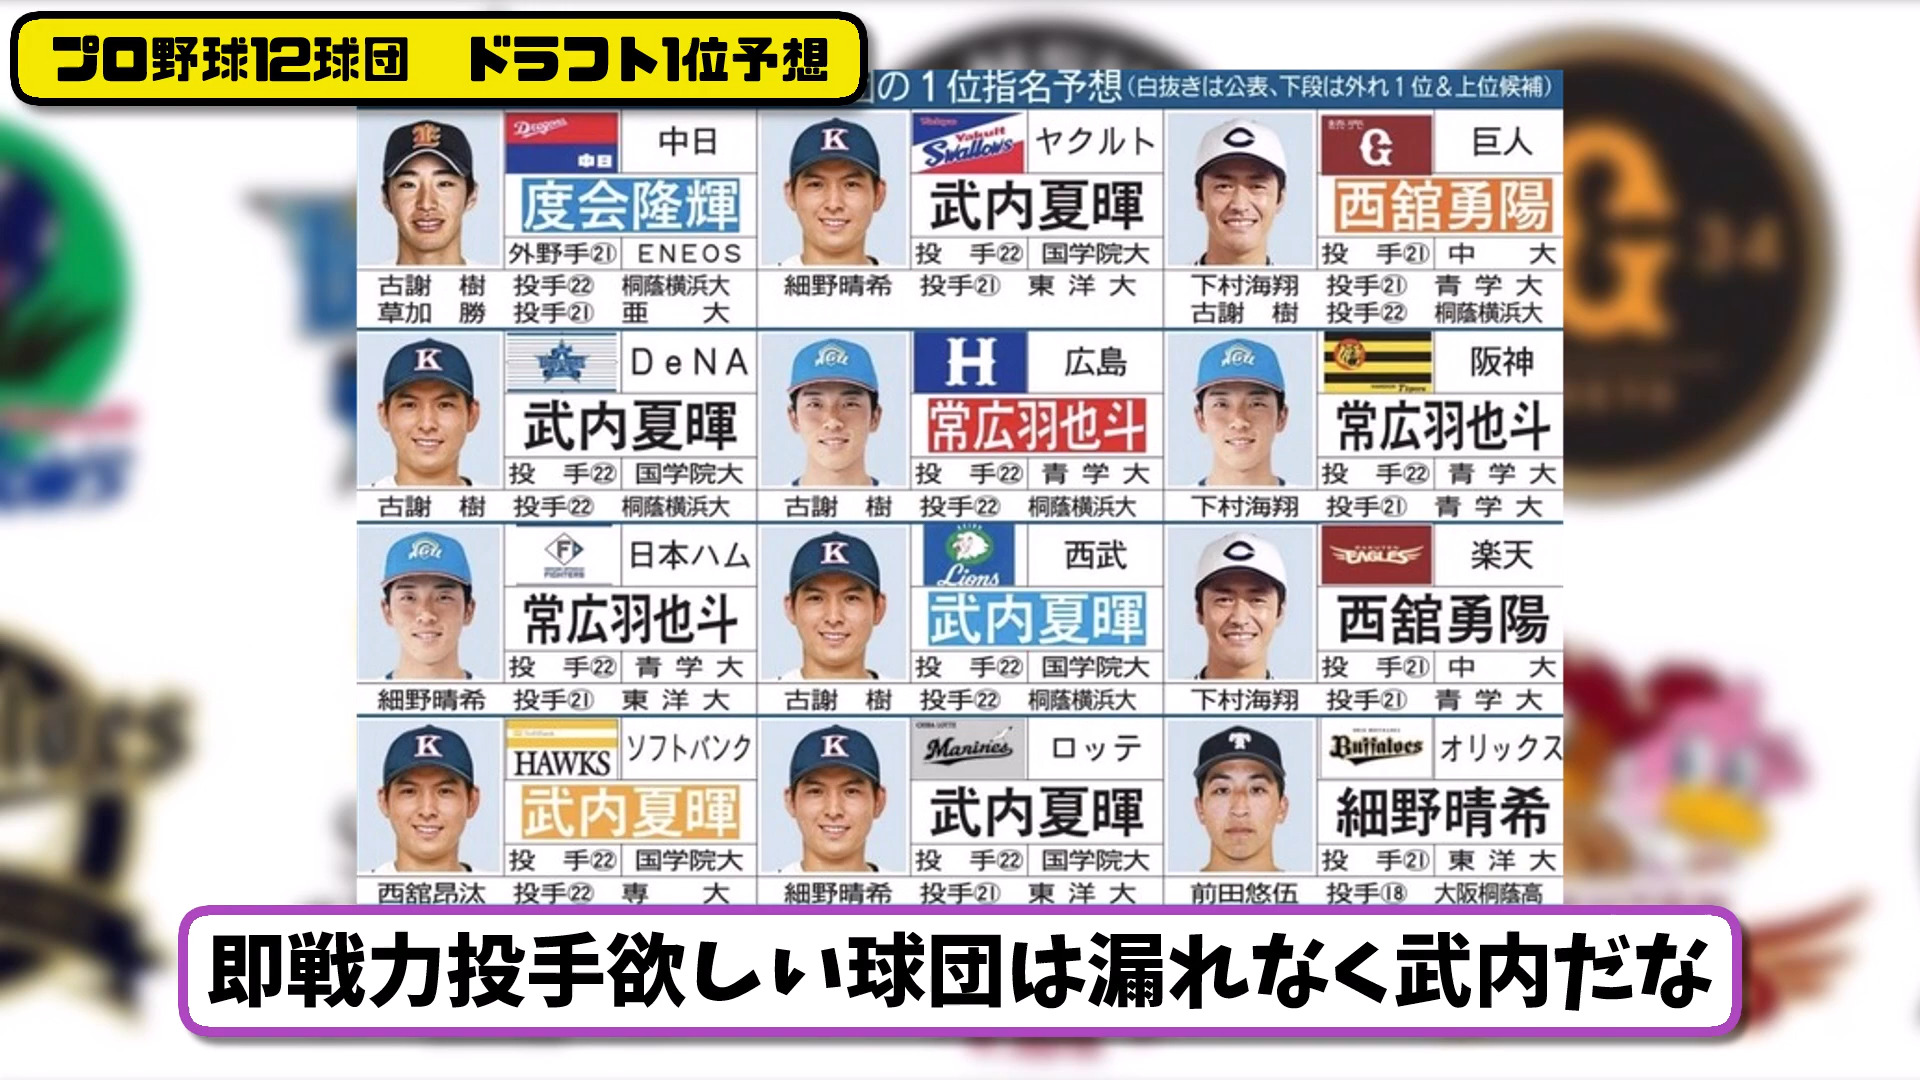 プロ野球12球団　ドラフト1位予想
の１位指名予想(白抜きは公表、下段は外れ１位＆上位候補)
Dragons 中日 中日
度会隆輝
外野手㉑ ENEOS
古謝　樹 投手㉒ 桐蔭横浜大
草加　勝 投手㉑ 亜　大
Yakult Swallows ヤクルト
武内夏暉
投　手㉒ 国学院大
細野晴希 投手㉑ 東洋大
G 巨人
西舘勇陽
投　手㉑ 中　大
下村海翔 投手㉑ 青学大
古謝　樹 投手㉒ 桐蔭横浜大
DeNA
武内夏暉
投　手㉒ 国学院大
古謝　樹 投手㉒ 桐蔭横浜大
H 広島
常広羽也斗
投　手㉒ 青学大
古謝　樹 投手㉒ 桐蔭横浜大
Tigers 阪神
常広羽也斗
投　手㉒ 青学大
下村海翔 投手㉑ 青学大
F FIGHTERS 日本ハム
常広羽也斗
投　手㉒ 青学大
細野晴希 投手㉑ 東洋大
Lions 西武
武内夏暉
投　手㉒ 国学院大
古謝　樹 投手㉒ 桐蔭横浜大
EAGLES 楽天
西舘勇陽
投　手㉑ 中　大
下村海翔 投手㉑ 青学大
HAWKS ソフトバンク
武内夏暉
投　手㉒ 国学院大
西舘昂汰 投手㉒ 専　大
Marines ロッテ
武内夏暉
投　手㉒ 国学院大
細野晴希 投手㉑ 東洋大
Buffaloes オリックス
細野晴希
投　手㉑ 東洋大
前田悠伍 投手⑱ 大阪桐蔭高
即戦力投手欲しい球団は漏れなく武内だな